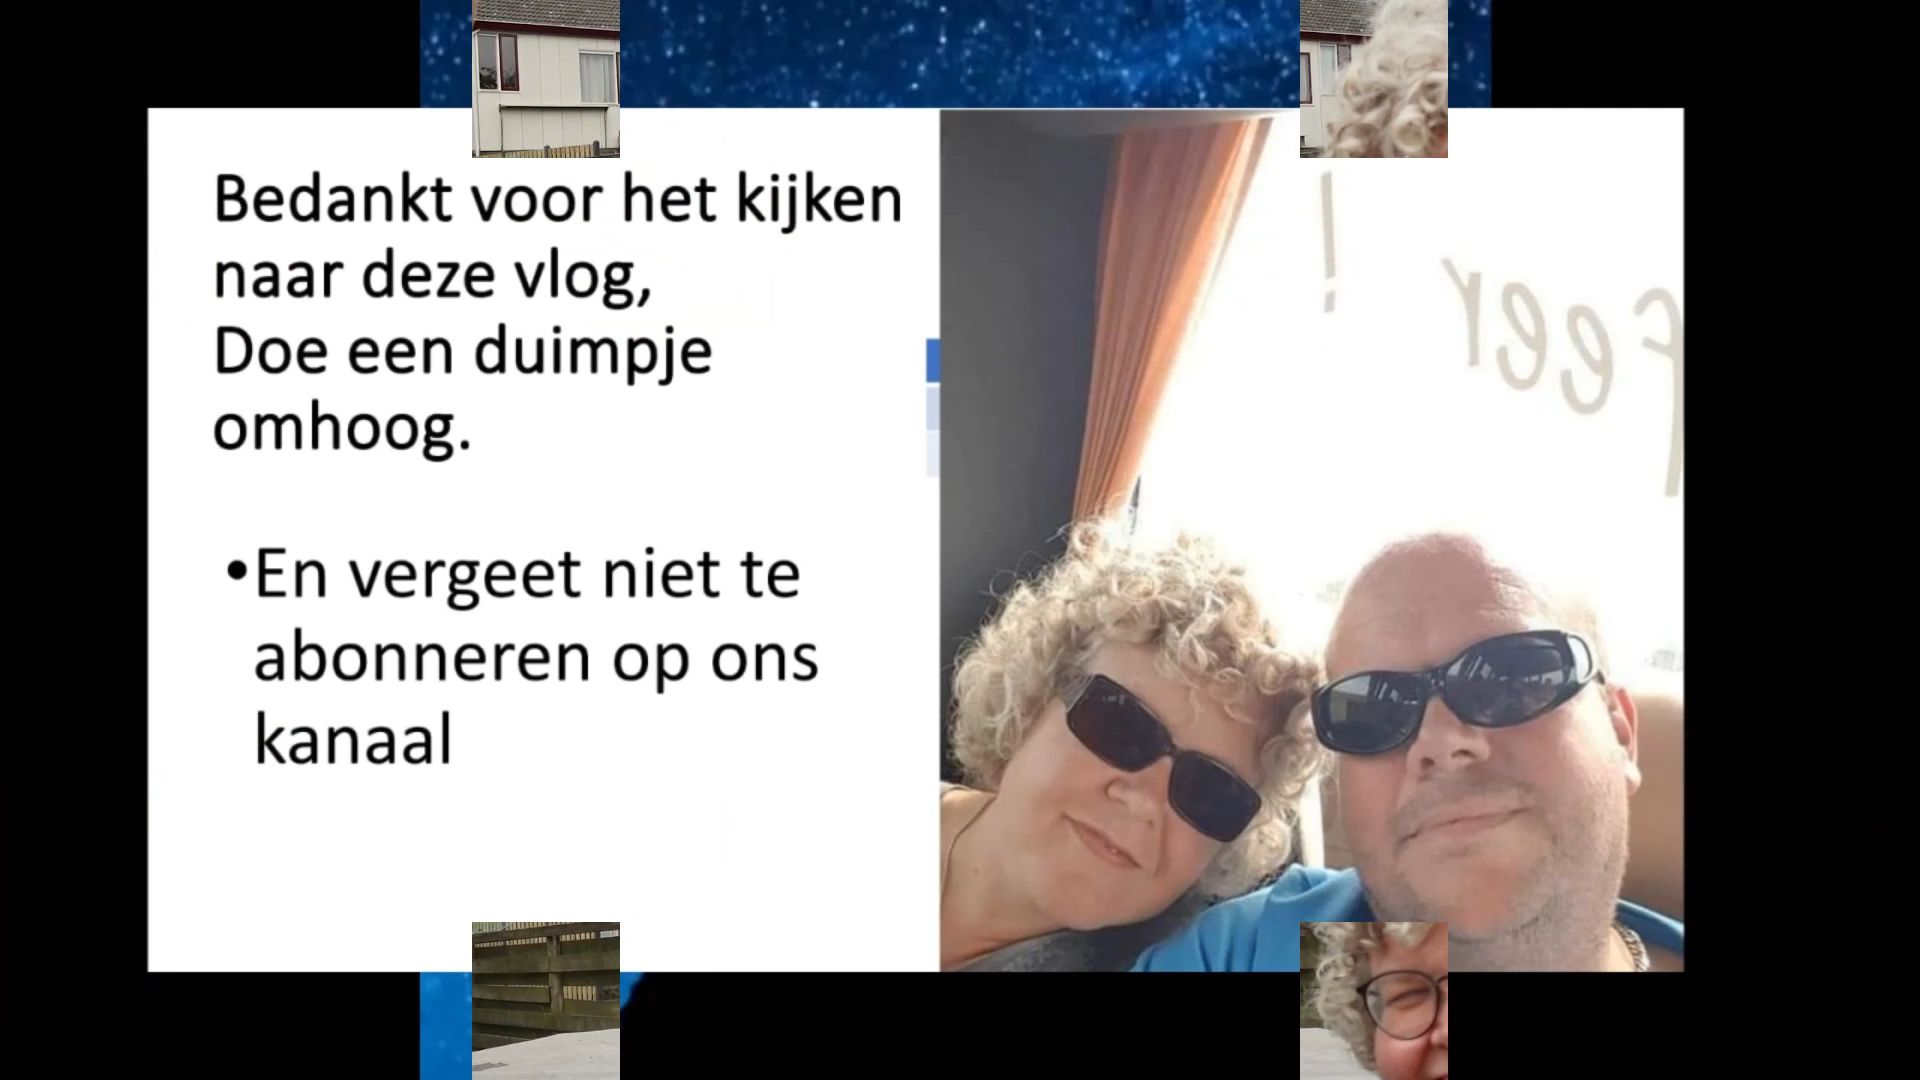 Bedankt voor het kijken
naar deze vlog,
Doe een duimpje
omhoog.
•En vergeet niet te
abonneren op ons
kanaal
!
feer